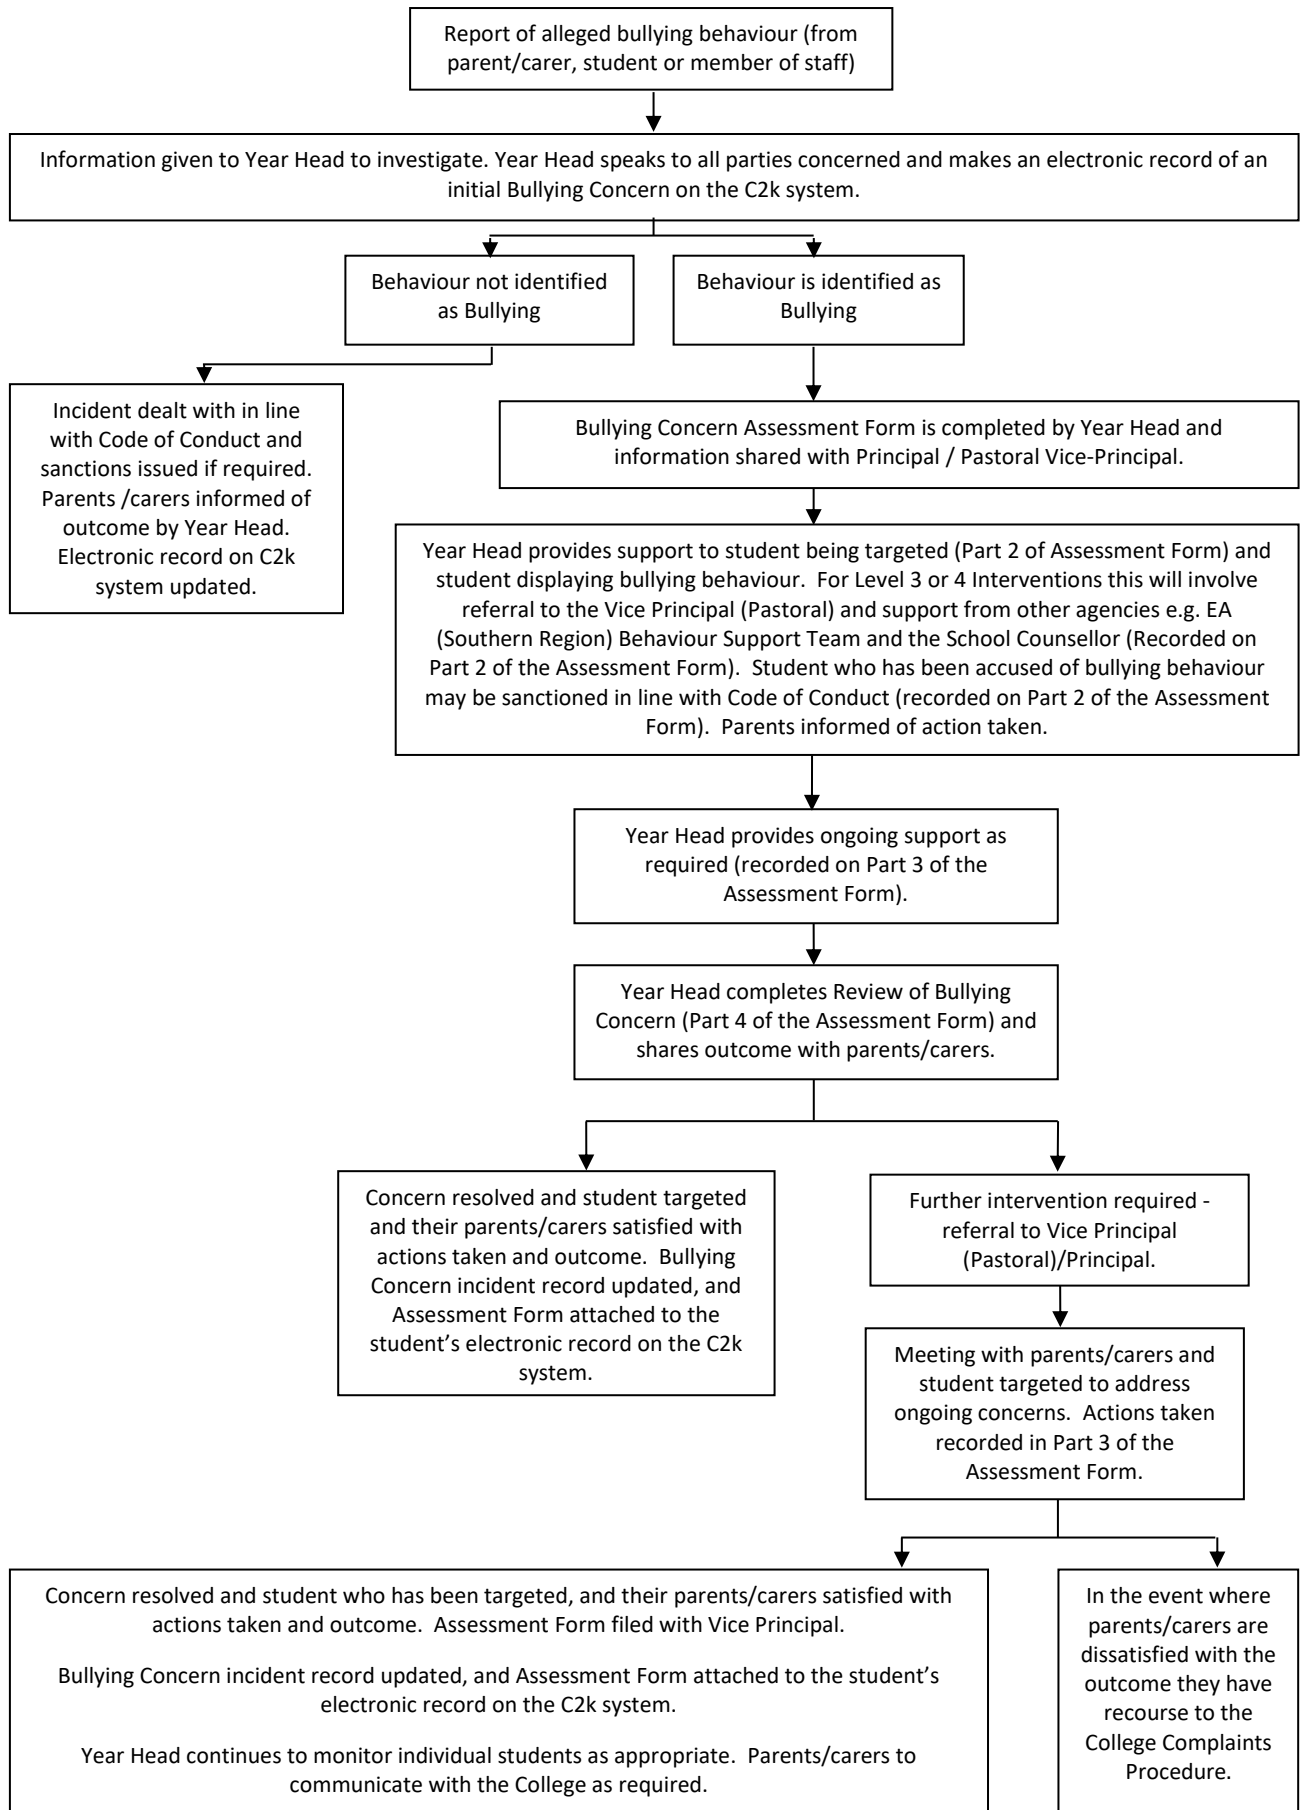 Report of alleged bullying behaviour (from
parent/carer, student or member of staff)
Information given to Year Head to investigate. Year Head speaks to all parties concerned and makes an electronic record of an
initial Bullying Concern on the C2k system.
Behaviour not identified
as Bullying
Behaviour is identified as
Bullying
Incident dealt with in line
with Code of Conduct and
sanctions issued if required.
Parents /carers informed of
outcome by Year Head.
Electronic record on C2k
system updated.
Bullying Concern Assessment Form is completed by Year Head and
information shared with Principal / Pastoral Vice-Principal.
Year Head provides support to student being targeted (Part 2 of Assessment Form) and
student displaying bullying behaviour.  For Level 3 or 4 Interventions this will involve
referral to the Vice Principal (Pastoral) and support from other agencies e.g. EA
(Southern Region) Behaviour Support Team and the School Counsellor (Recorded on
Part 2 of the Assessment Form).  Student who has been accused of bullying behaviour
may be sanctioned in line with Code of Conduct (recorded on Part 2 of the Assessment
Form).  Parents informed of action taken.
Year Head provides ongoing support as
required (recorded on Part 3 of the
Assessment Form).
Year Head completes Review of Bullying
Concern (Part 4 of the Assessment Form) and
shares outcome with parents/carers.
Concern resolved and student targeted
and their parents/carers satisfied with
actions taken and outcome.  Bullying
Concern incident record updated, and
Assessment Form attached to the
student’s electronic record on the C2k
system.
Further intervention required -
referral to Vice Principal
(Pastoral)/Principal.
Meeting with parents/carers and
student targeted to address
ongoing concerns.  Actions taken
recorded in Part 3 of the
Assessment Form.
Concern resolved and student who has been targeted, and their parents/carers satisfied with
actions taken and outcome.  Assessment Form filed with Vice Principal.
Bullying Concern incident record updated, and Assessment Form attached to the student’s
electronic record on the C2k system.
Year Head continues to monitor individual students as appropriate.  Parents/carers to
communicate with the College as required.
In the event where
parents/carers are
dissatisfied with the
outcome they have
recourse to the
College Complaints
Procedure.